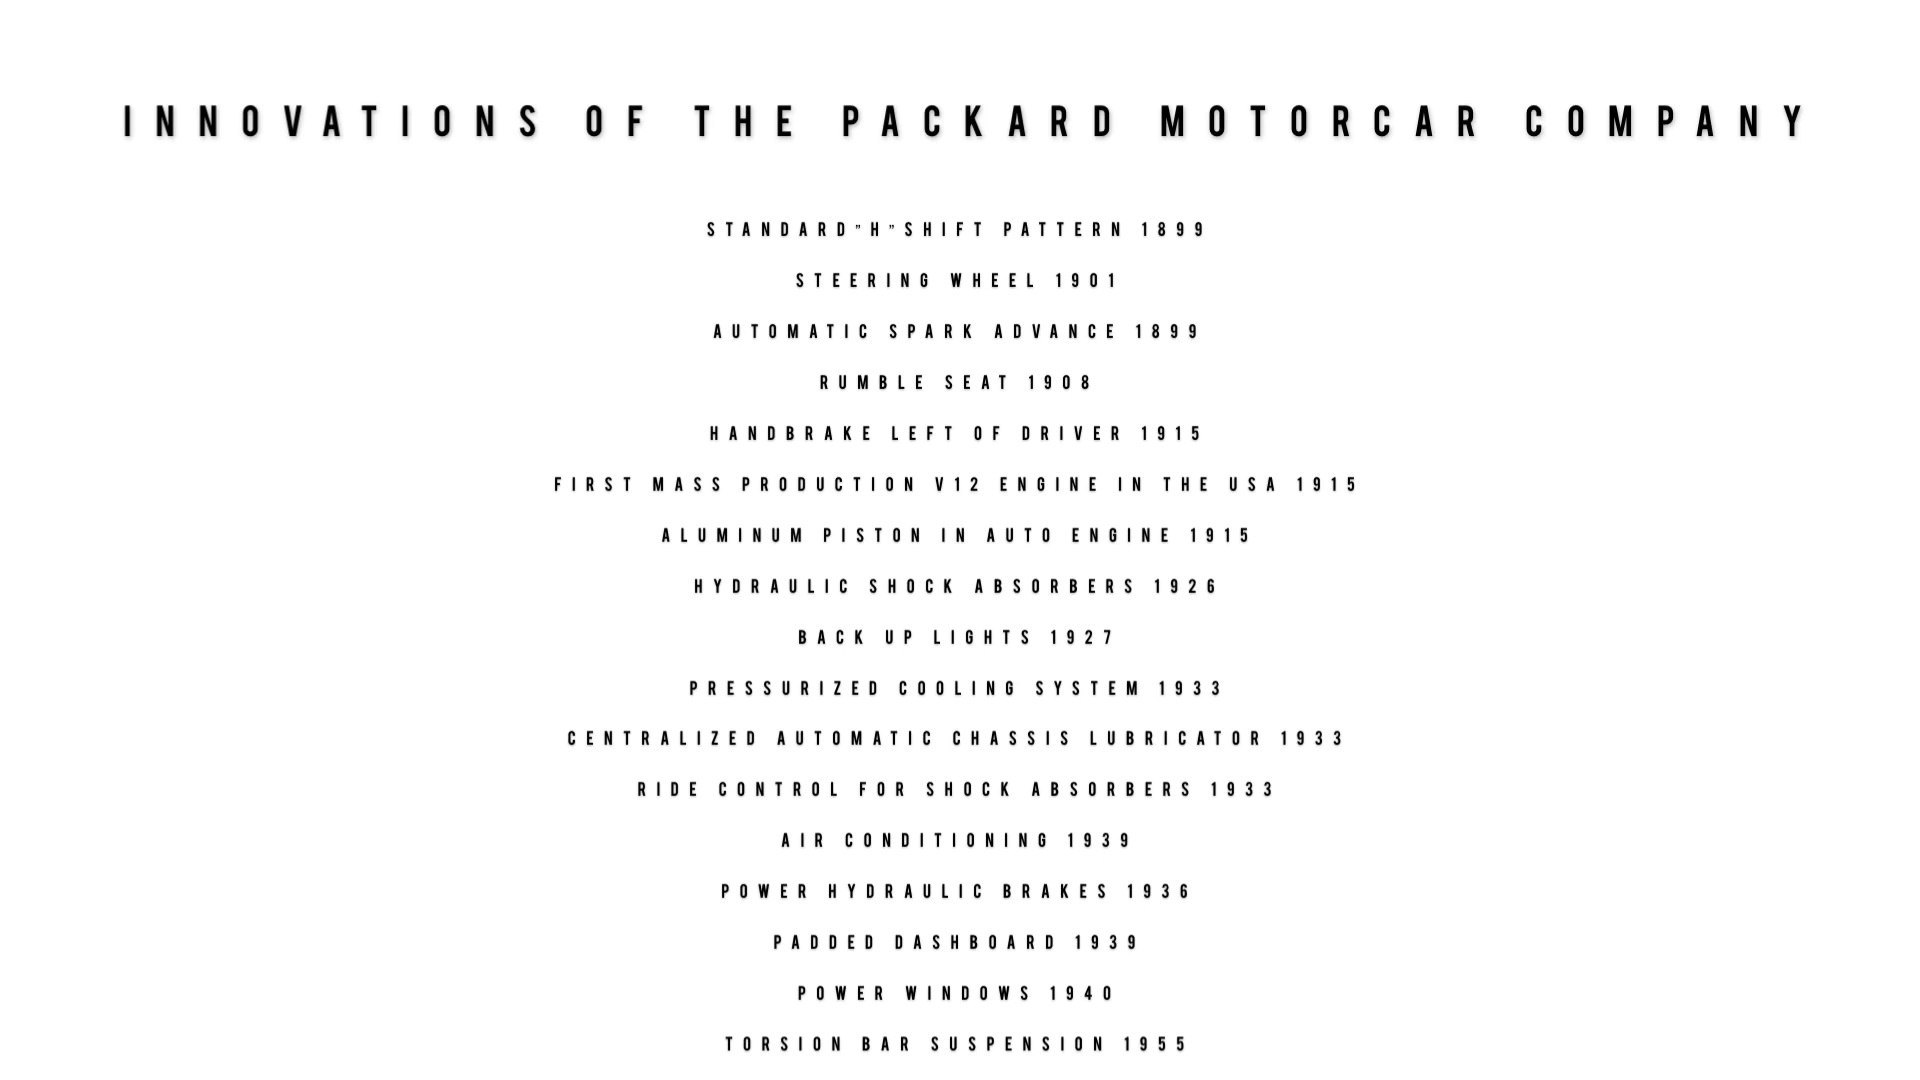 INNOVATIONS OF THE PACKARD MOTORCAR COMPANY
STANDARD”H”SHIFT PATTERN 1899
STEERING WHEEL 1901
AUTOMATIC SPARK ADVANCE 1899
RUMBLE SEAT 1908
HANDBRAKE LEFT OF DRIVER 1915
FIRST MASS PRODUCTION V12 ENGINE IN THE USA 1915
ALUMINUM PISTON IN AUTO ENGINE 1915
HYDRAULIC SHOCK ABSORBERS 1926
BACK UP LIGHTS 1927
PRESSURIZED COOLING SYSTEM 1933
CENTRALIZED AUTOMATIC CHASSIS LUBRICATOR 1933
RIDE CONTROL FOR SHOCK ABSORBERS 1933
AIR CONDITIONING 1939
POWER HYDRAULIC BRAKES 1936
PADDED DASHBOARD 1939
POWER WINDOWS 1940
TORSION BAR SUSPENSION 1955